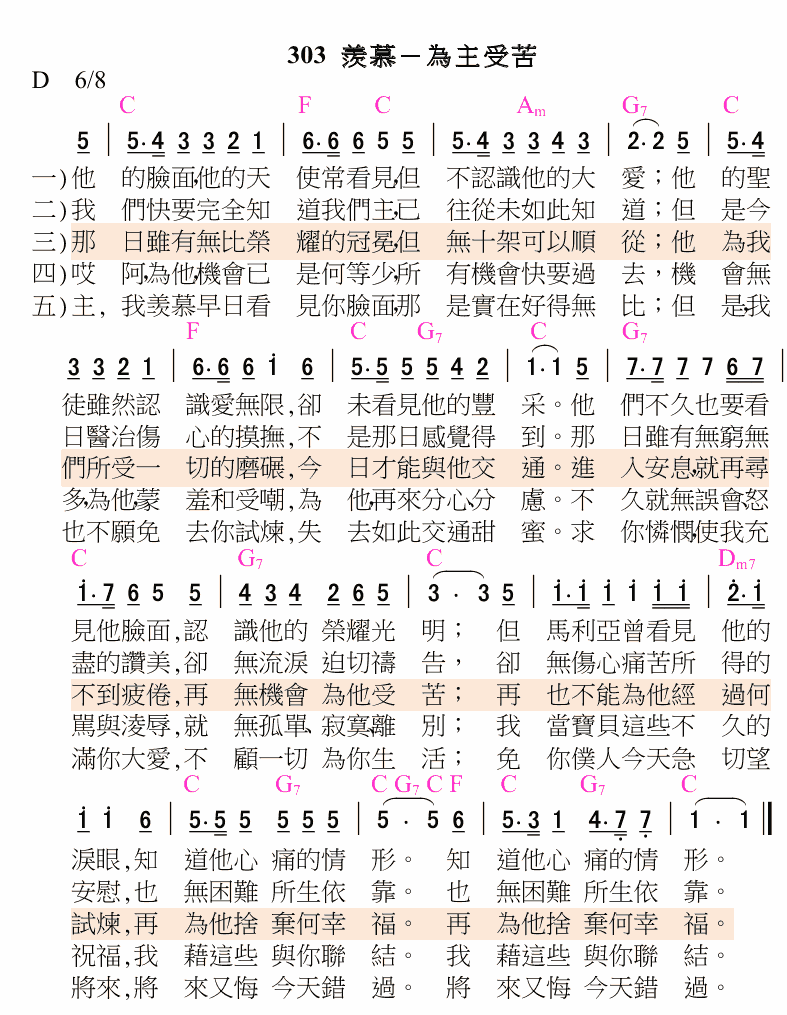 303 羨慕－為主受苦
D 6/8
C F C Am G7 C
5 | 5·4 3 3 2 1 | 6·6 6 5 5 | 5·4 3 3 4 3 | 2·2 5 | 5·4
一)他 的臉面,他的天 使常看見,但 不認識他的大 愛；他 的聖
二)我 們快要完全知 道我們主,已 往從未如此知 道；但 是今
三)那 日雖有無比榮 耀的冠冕,但 無十架可以順 從；他 為我
四)哎 阿,為他,機會已 是何等少,所 有機會快要過 去，機 會無
五)主, 我羨慕早日看 見你臉面,那 是實在好得無 比；但 是,我
F C G7 C G7
3 3 2 1 | 6·6 6 i 6 | 5·5 5 5 4 2 | 1·1 5 | 7·7 7 7 6 7 |
徒雖然認 識愛無限,卻 未看見他的豐 采。他 們不久也要看
日醫治傷 心的摸撫,不 是那日感覺得 到。那 日雖有無窮無
們所受一 切的磨碾,今 日才能與他交 通。進 入安息,就再尋
多,為他,蒙 羞和受嘲,為 他,再來分心、分 慮。不 久就無誤會、怒
也不願免 去你試煉,失 去如此交通甜 蜜。求 你憐憫,使我充
C G7 C Dm7
i·7 6 5 5 | 4 3 4 2 6 5 | 3 · 3 5 | i·i i i i i | 2·i
見他臉面,認 識他的 榮耀光 明； 但 馬利亞曾看見 他的
盡的讚美,卻 無流淚 迫切禱 告， 卻 無傷心痛苦所 得的
不到疲倦,再 無機會 為他受 苦； 再 也不能為他經 過何
罵與淩辱,就 無孤單、寂寞、離 別； 我 當寶貝這些不 久的
滿你大愛,不 顧一切 為你生 活； 免 你僕人今天急 切望
C G7 C G7 C F C G7 C
i i 6 | 5·5 5 5 5 5 | 5 · 5 6 | 5·3 1 4·7 7 | 1 · 1 ‖
淚眼,知 道他心 痛的情 形。 知 道他心 痛的情 形。
安慰,也 無困難 所生依 靠。 也 無困難 所生依 靠。
試煉,再 為他捨 棄何幸 福。再 為他捨 棄何幸 福。
祝福,我 藉這些 與你聯 結。 我 藉這些 與你聯 結。
將來,將 來又悔 今天錯 過。 將 來又悔 今天錯 過。